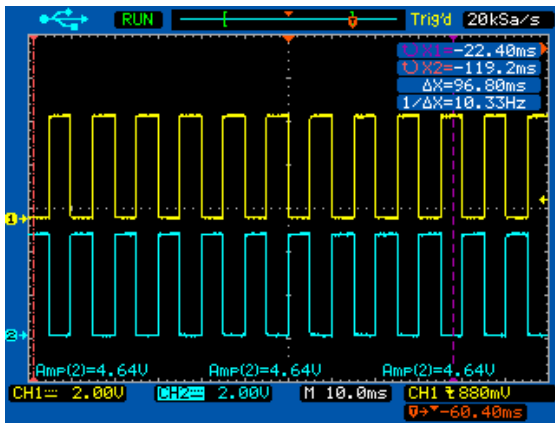 RUN Trig'd 20kSa/s
X1=-22.40ms
X2=-119.2ms
ΔX=96.80ms
1/ΔX=10.33Hz
1
2
Amp(2)=4.64V Amp(2)=4.64V Amp(2)=4.64V
CH1 2.00V CH2 2.00V M 10.0ms CH1 880mV
-60.40ms